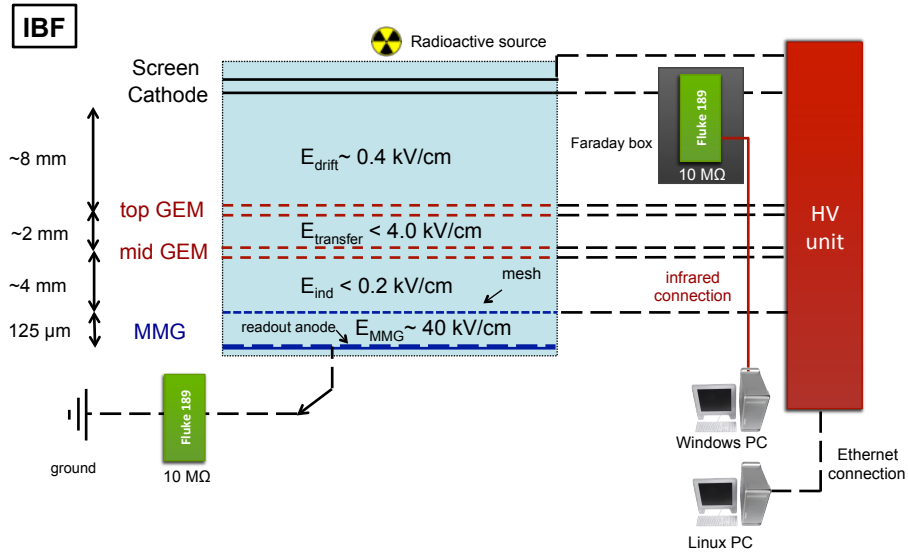 IBF
Radioactive source
Screen
Cathode
Fluke 189
Faraday box
10 MΩ
~8 mm
E_drift ~ 0.4 kV/cm
top GEM
HV
unit
~2 mm
E_transfer < 4.0 kV/cm
mid GEM
infrared
connection
~4 mm
E_ind < 0.2 kV/cm
mesh
125 μm
MMG
readout anode
E_MMG ~ 40 kV/cm
Fluke 189
ground
10 MΩ
Windows PC
Ethernet
connection
Linux PC